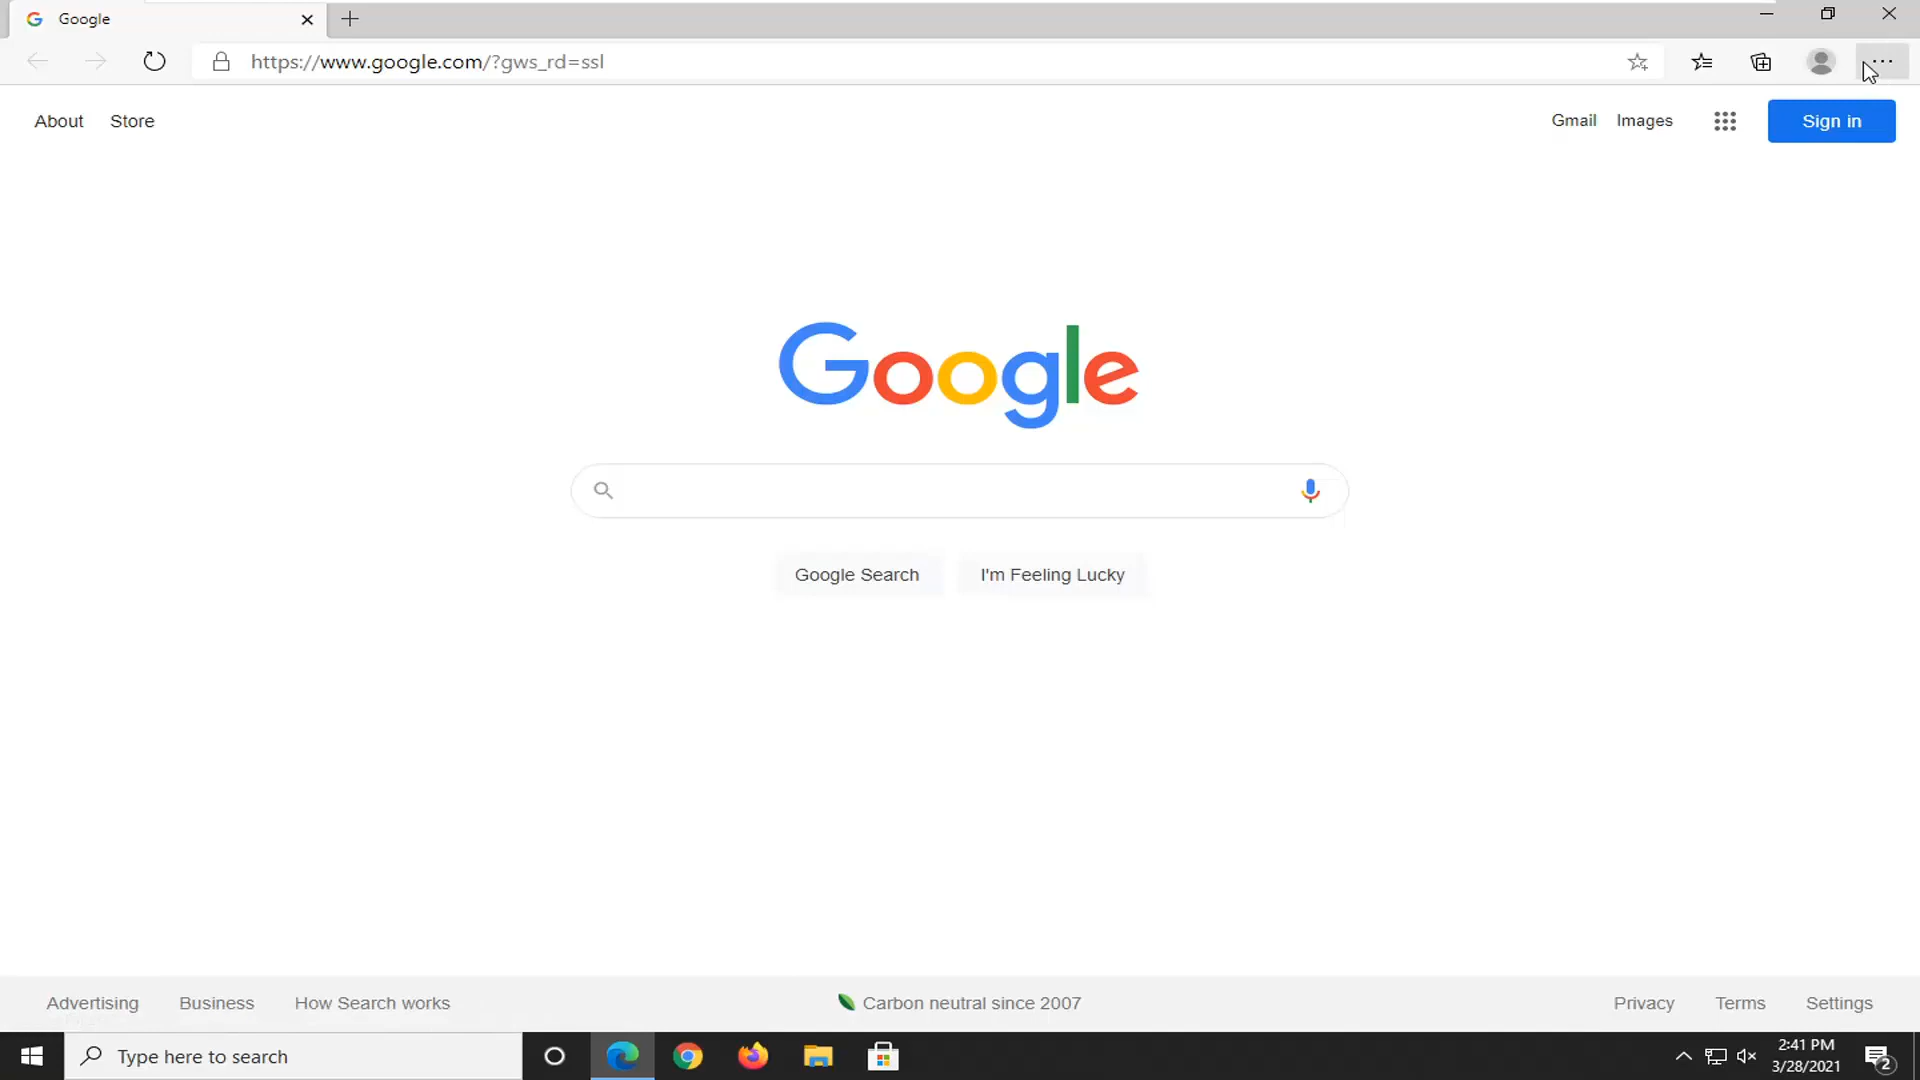 Google
https://www.google.com/?gws_rd=ssl
About Store
Gmail Images Sign in
Google
Google Search I'm Feeling Lucky
Advertising Business How Search works Carbon neutral since 2007 Privacy Terms Settings
Type here to search
2:41 PM
3/28/2021
2